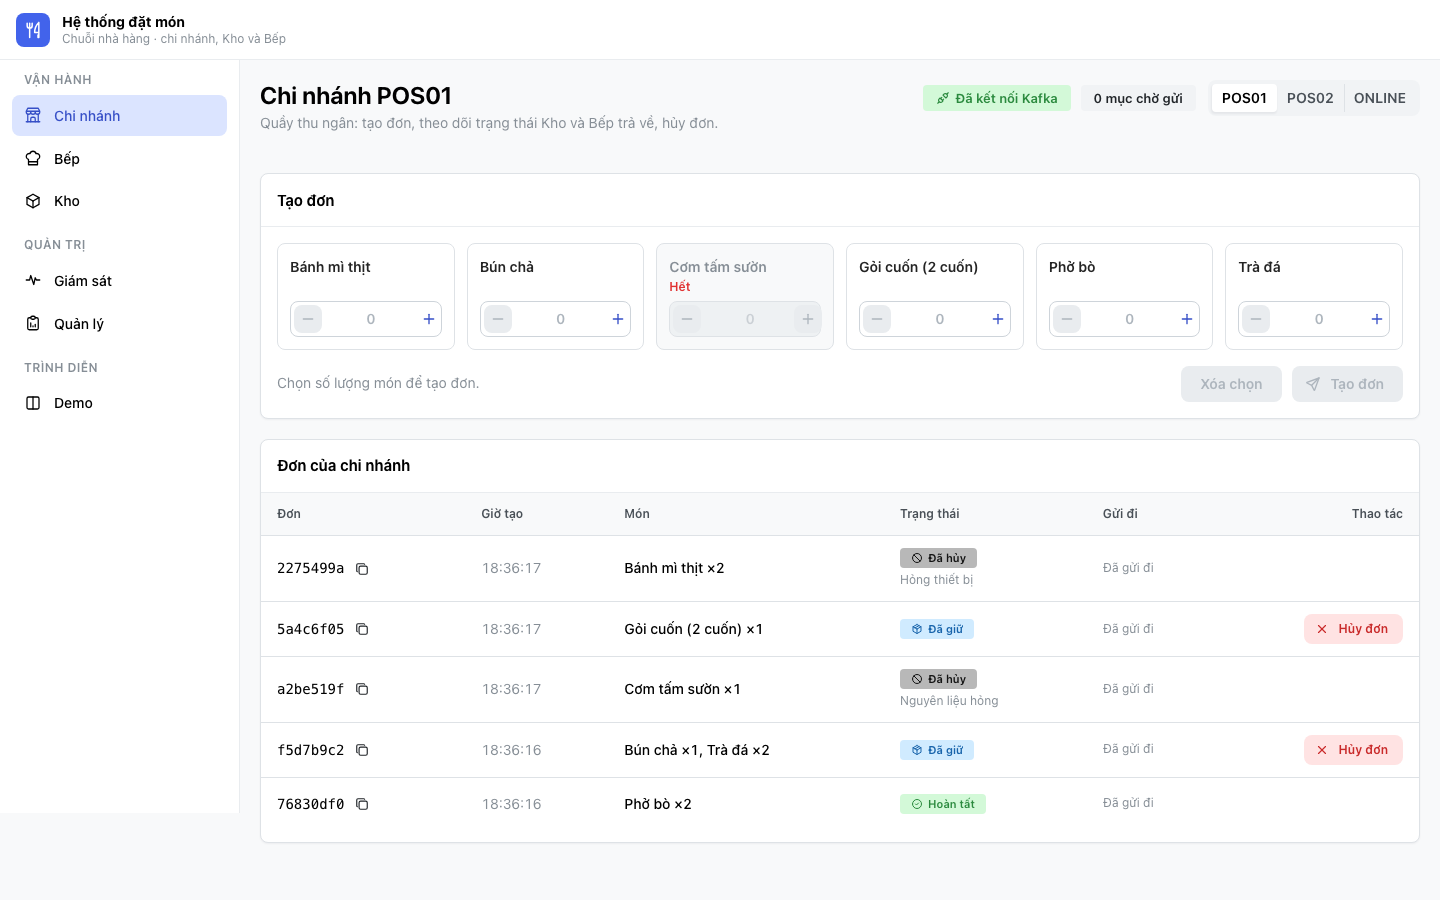 Hệ thống đặt món
Chuỗi nhà hàng · chi nhánh, Kho và Bếp
VẬN HÀNH
Chi nhánh
Bếp
Kho
QUẢN TRỊ
Giám sát
Quản lý
TRÌNH DIỄN
Demo
Chi nhánh POS01
Quầy thu ngân: tạo đơn, theo dõi trạng thái Kho và Bếp trả về, hủy đơn.
Đã kết nối Kafka
0 mục chờ gửi
POS01 POS02 ONLINE
Tạo đơn
Bánh mì thịt
0
Bún chả
0
Cơm tấm sườn
Hết
0
Gỏi cuốn (2 cuốn)
0
Phở bò
0
Trà đá
0
Chọn số lượng món để tạo đơn.
Xóa chọn
Tạo đơn
Đơn của chi nhánh
Đơn Giờ tạo Món Trạng thái Gửi đi Thao tác
2275499a 18:36:17 Bánh mì thịt ×2 Đã hủy Đã gửi đi
Hỏng thiết bị
5a4c6f05 18:36:17 Gỏi cuốn (2 cuốn) ×1 Đã giữ Đã gửi đi Hủy đơn
a2be519f 18:36:17 Cơm tấm sườn ×1 Đã hủy Đã gửi đi
Nguyên liệu hỏng
f5d7b9c2 18:36:16 Bún chả ×1, Trà đá ×2 Đã giữ Đã gửi đi Hủy đơn
76830df0 18:36:16 Phở bò ×2 Hoàn tất Đã gửi đi